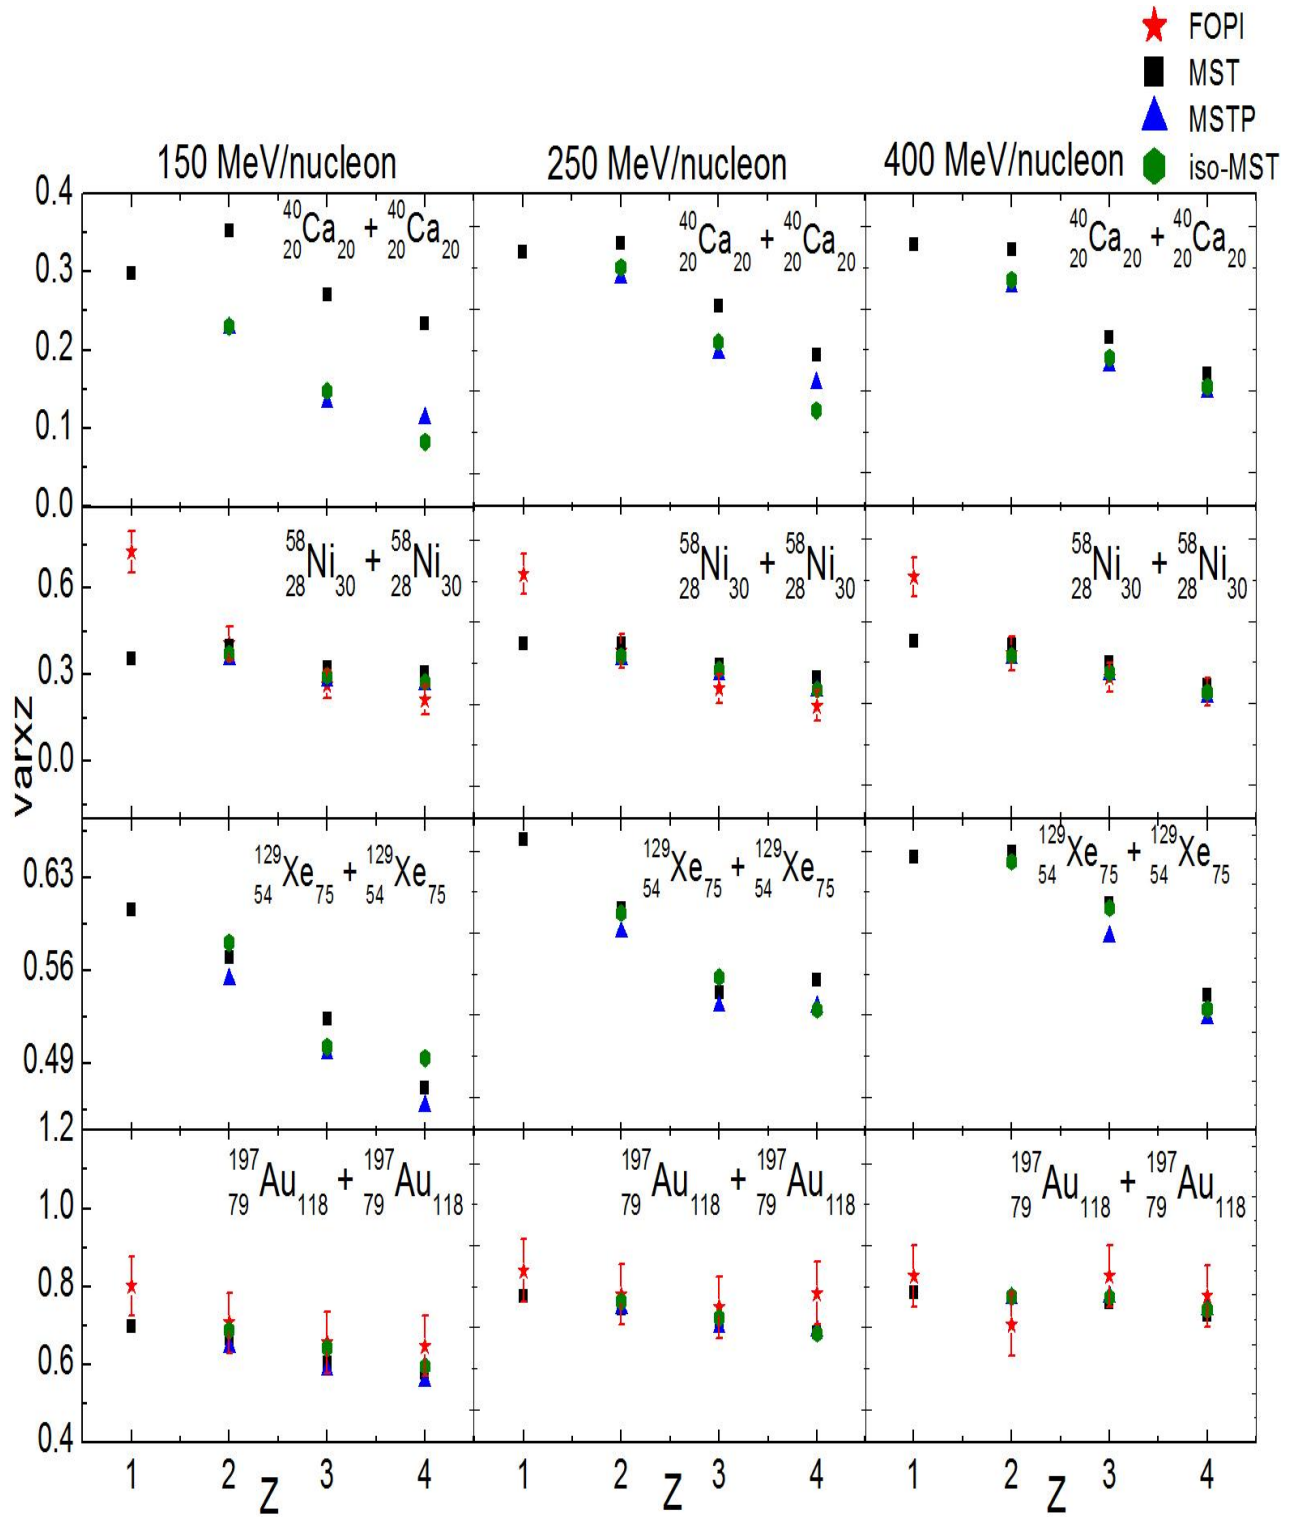 FOPI
MST
MSTP
iso-MST
150 MeV/nucleon 250 MeV/nucleon 400 MeV/nucleon
0.4
0.3
0.2
0.1
0.0
40 20 Ca 20 + 40 20 Ca 20
40 20 Ca 20 + 40 20 Ca 20
40 20 Ca 20 + 40 20 Ca 20
0.6
0.3
0.0
58 28 Ni 30 + 58 28 Ni 30
58 28 Ni 30 + 58 28 Ni 30
58 28 Ni 30 + 58 28 Ni 30
varxz
0.63
0.56
0.49
129 54 Xe 75 + 129 54 Xe 75
129 54 Xe 75 + 129 54 Xe 75
129 54 Xe 75 + 129 54 Xe 75
1.2
1.0
0.8
0.6
0.4
197 79 Au 118 + 197 79 Au 118
197 79 Au 118 + 197 79 Au 118
197 79 Au 118 + 197 79 Au 118
1 2 3 4 1 2 3 4 1 2 3 4
Z Z Z